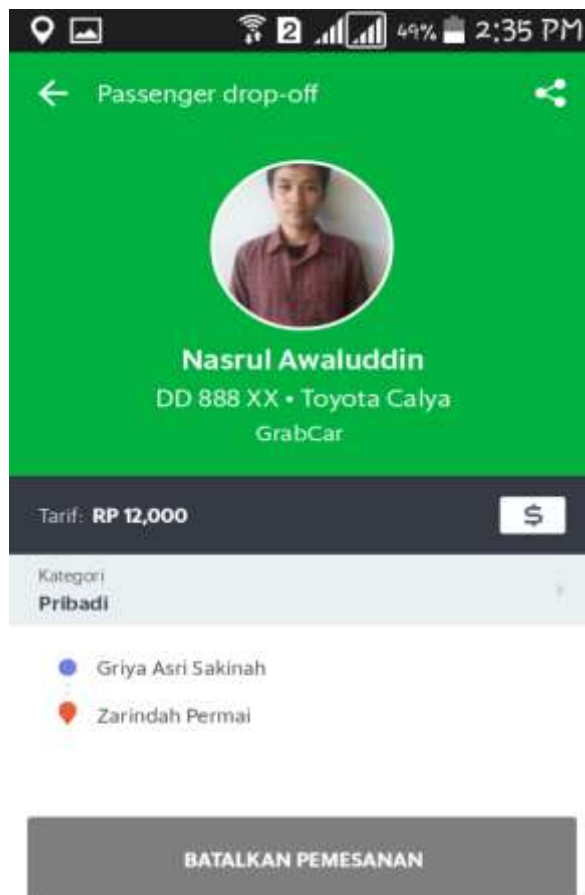 2 49% 2:35 PM
Passenger drop-off
Nasrul Awaluddin
DD 888 XX • Toyota Calya
GrabCar
Tarif: RP 12,000 $
Kategori
Pribadi
Griya Asri Sakinah
Zarindah Permai
BATALKAN PEMESANAN